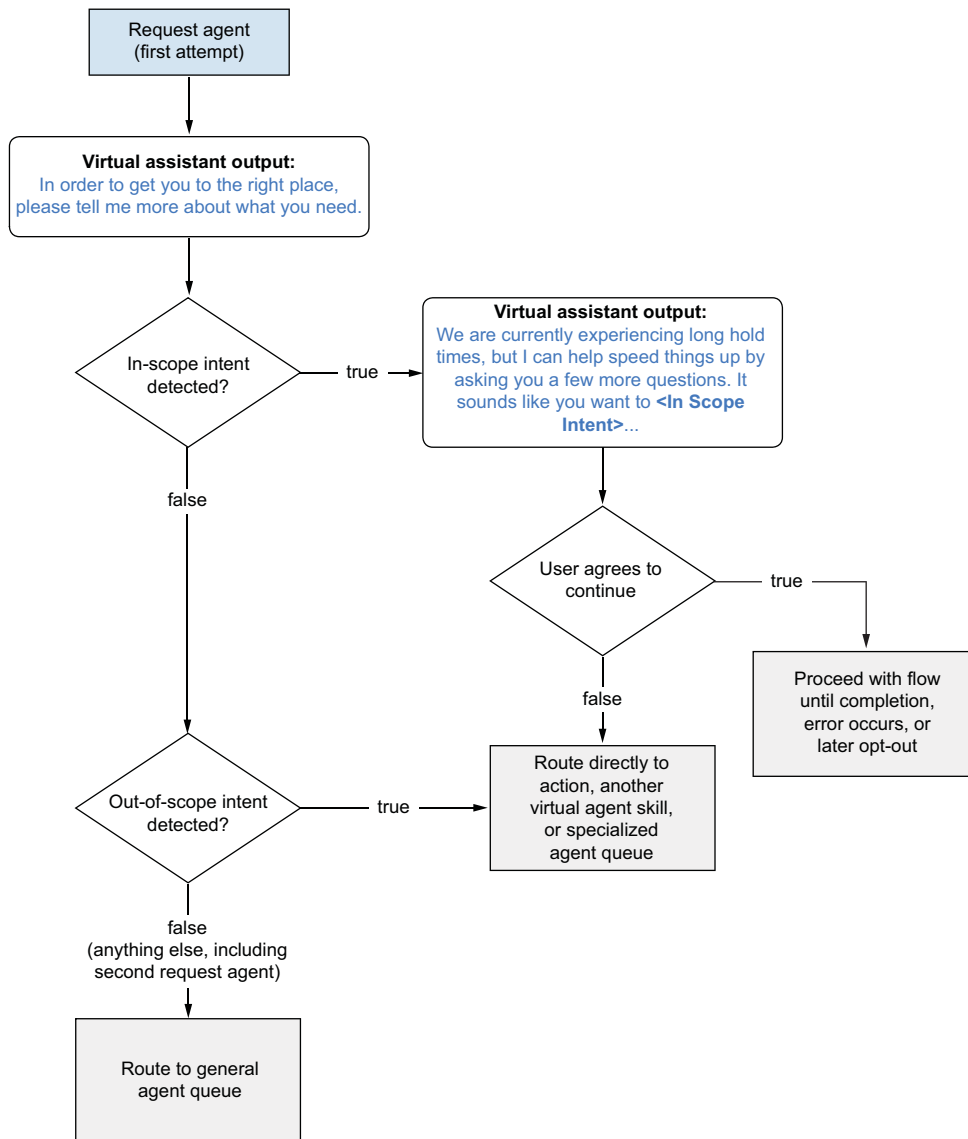 Request agent
(first attempt)
Virtual assistant output:
In order to get you to the right place,
please tell me more about what you need.
In-scope intent
detected?
true
Virtual assistant output:
We are currently experiencing long hold
times, but I can help speed things up by
asking you a few more questions. It
sounds like you want to <In Scope
Intent>...
false
User agrees to
continue
true
Proceed with flow
until completion,
error occurs, or
later opt-out
false
Route directly to
action, another
virtual agent skill,
or specialized
agent queue
Out-of-scope intent
detected?
true
false
(anything else, including
second request agent)
Route to general
agent queue